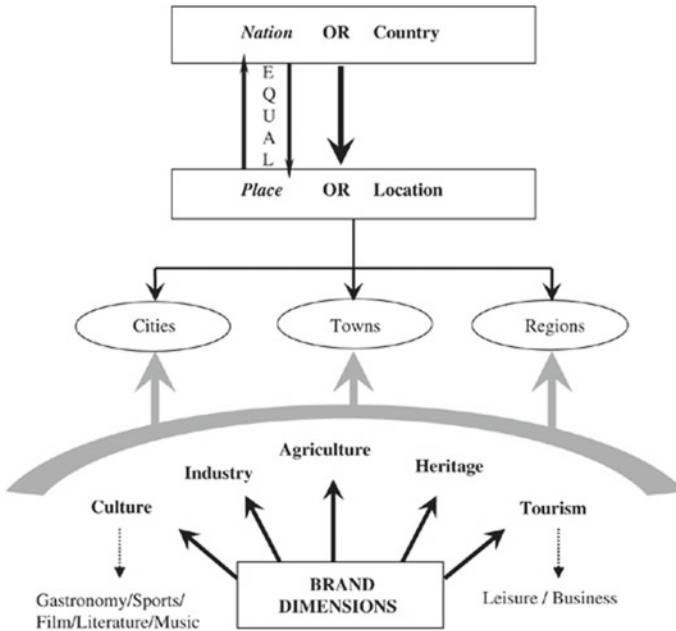 Nation OR Country
EQUAL
Place OR Location
Cities Towns Regions
Agriculture
Industry Heritage
Culture Tourism
BRAND
DIMENSIONS
Gastronomy/Sports/
Film/Literature/Music
Leisure / Business